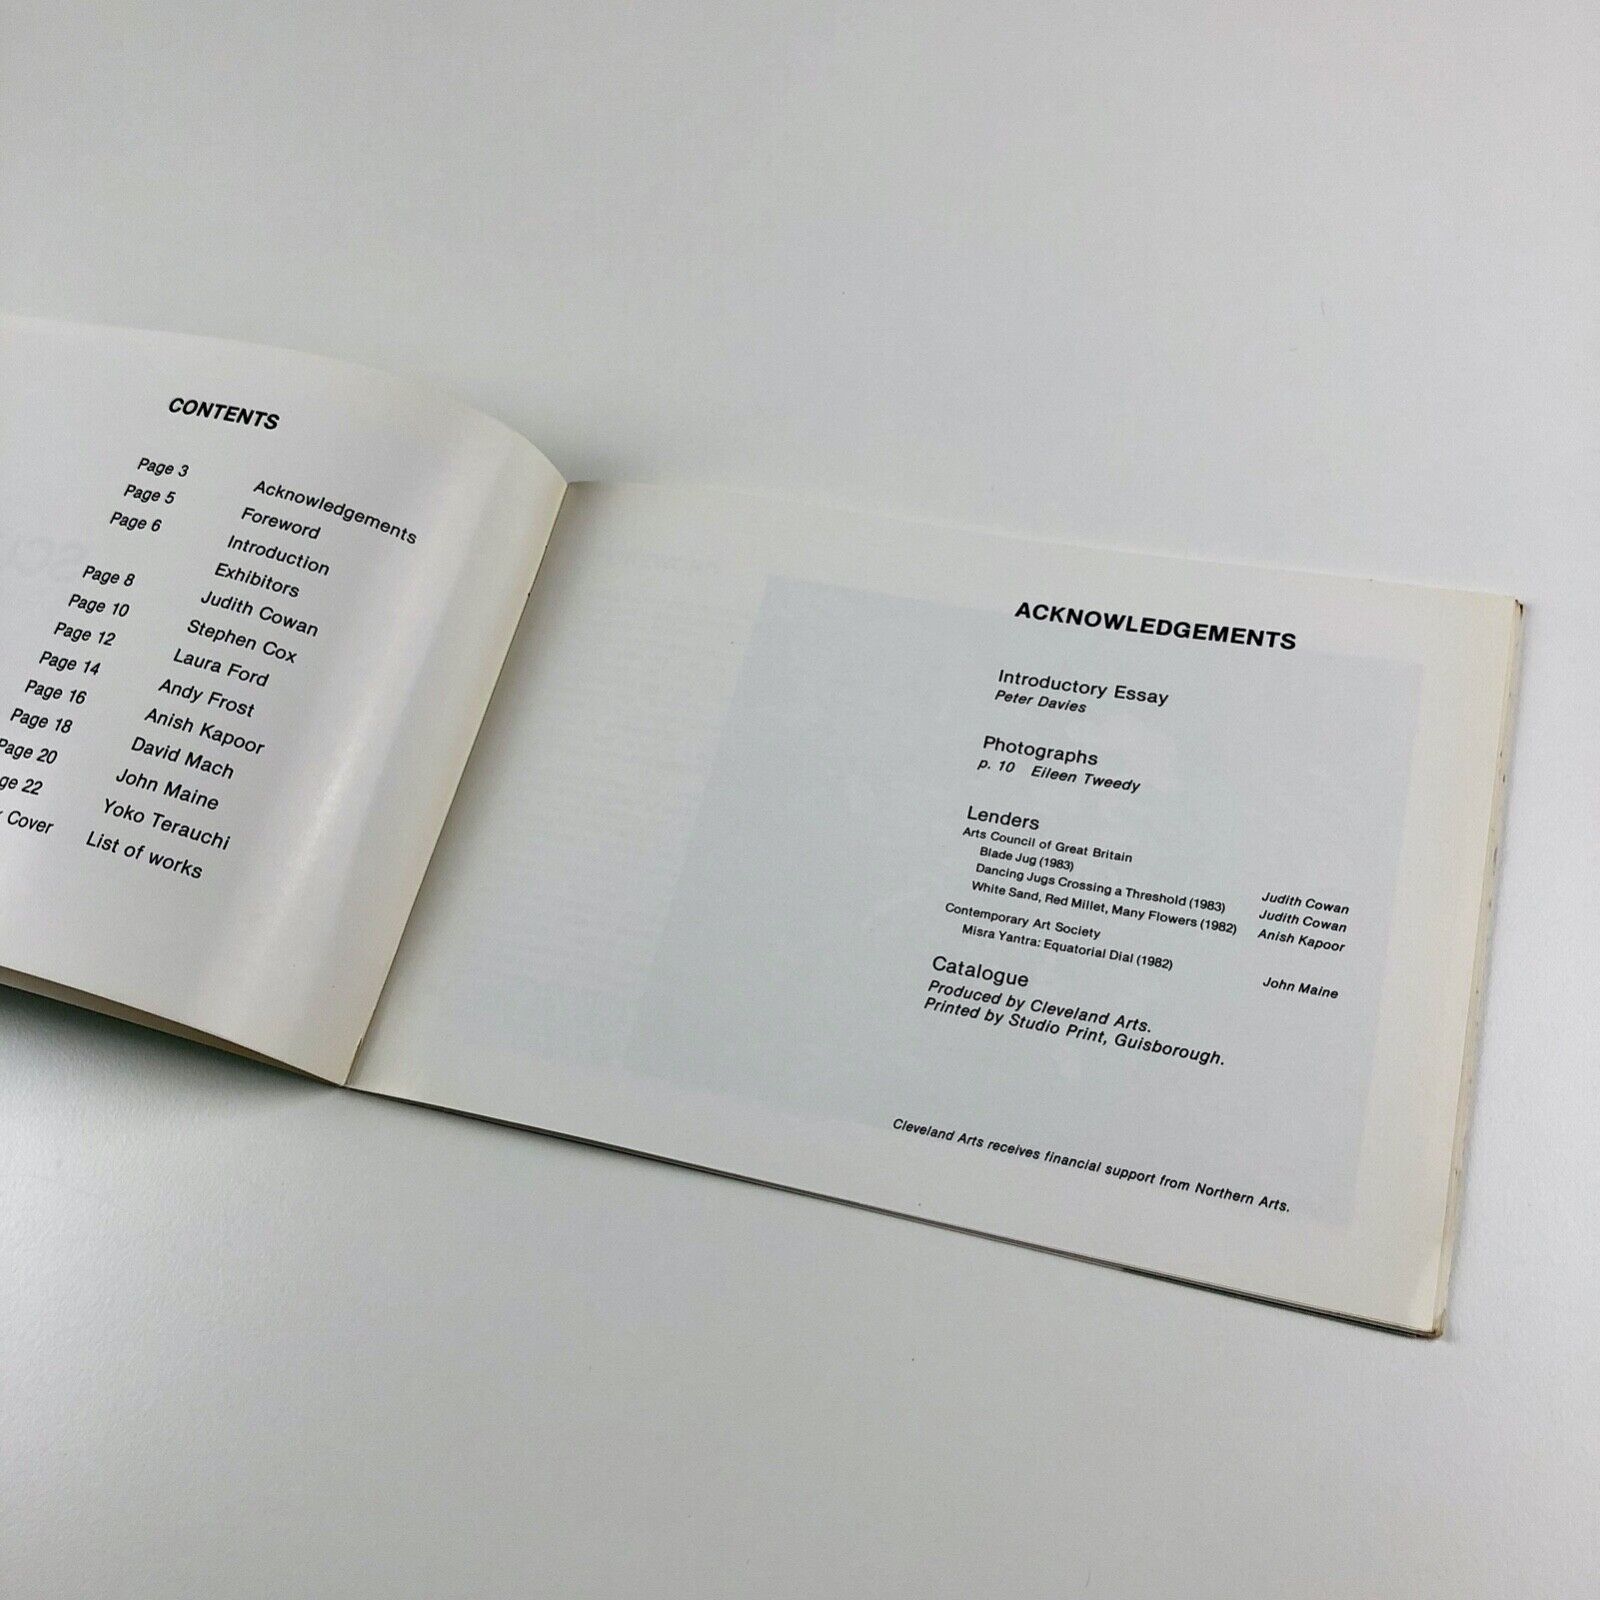 CONTENTS
Page 3 Acknowledgements
Page 5 Foreword
Page 6 Introduction
Exhibitors
Page 8 Judith Cowan
Page 10 Stephen Cox
Page 12 Laura Ford
Page 14 Andy Frost
Page 16 Anish Kapoor
Page 18 David Mach
Page 20 John Maine
ge 22 Yoko Terauchi
Cover List of works
ACKNOWLEDGEMENTS
Introductory Essay
Peter Davies
Photographs
p. 10 Eileen Tweedy
Lenders
Arts Council of Great Britain
Blade Jug (1983) Judith Cowan
Dancing Jugs Crossing a Threshold (1983) Judith Cowan
White Sand, Red Millet, Many Flowers (1982) Anish Kapoor
Contemporary Art Society
Misra Yantra: Equatorial Dial (1982) John Maine
Catalogue
Produced by Cleveland Arts.
Printed by Studio Print, Guisborough.
Cleveland Arts receives financial support from Northern Arts.